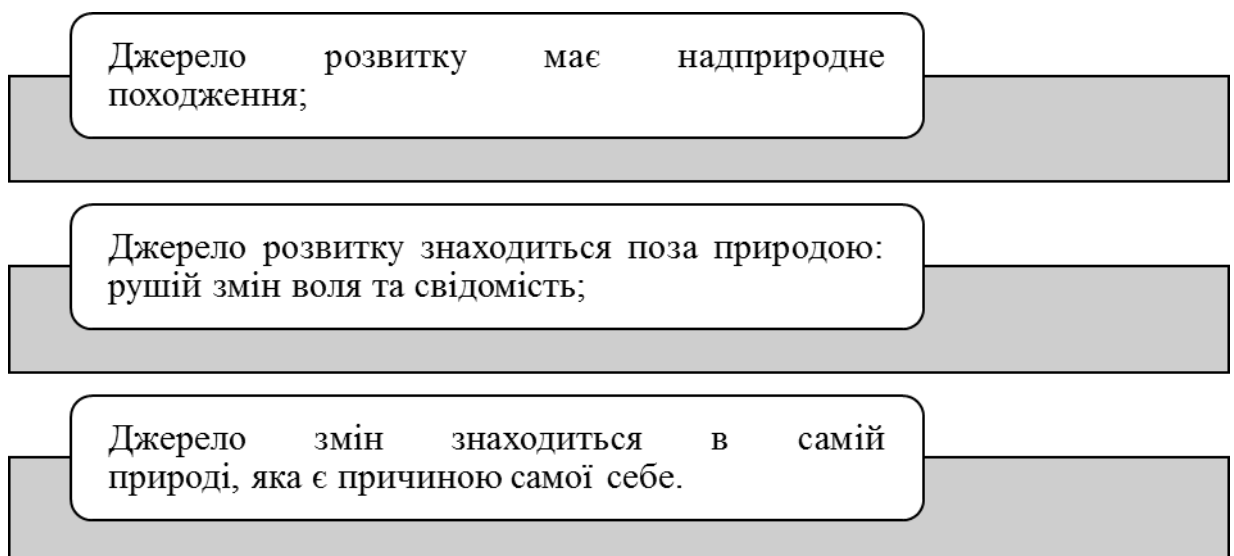 Джерело розвитку має надприродне
походження;
Джерело розвитку знаходиться поза природою:
рушій змін воля та свідомість;
Джерело змін знаходиться в самій
природі, яка є причиною самої себе.